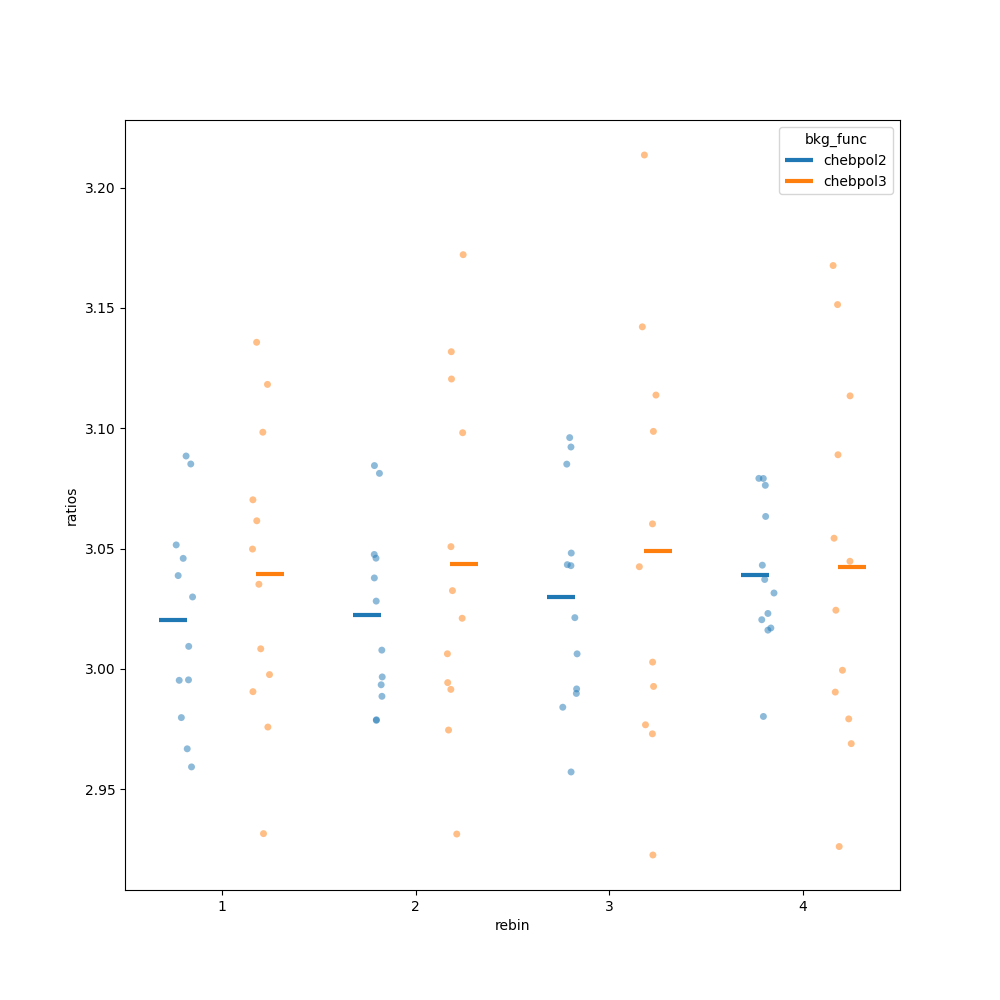 bkg_func
chebpol2
chebpol3
3.20
3.15
3.10
3.05
3.00
2.95
ratios
1 2 3 4
rebin